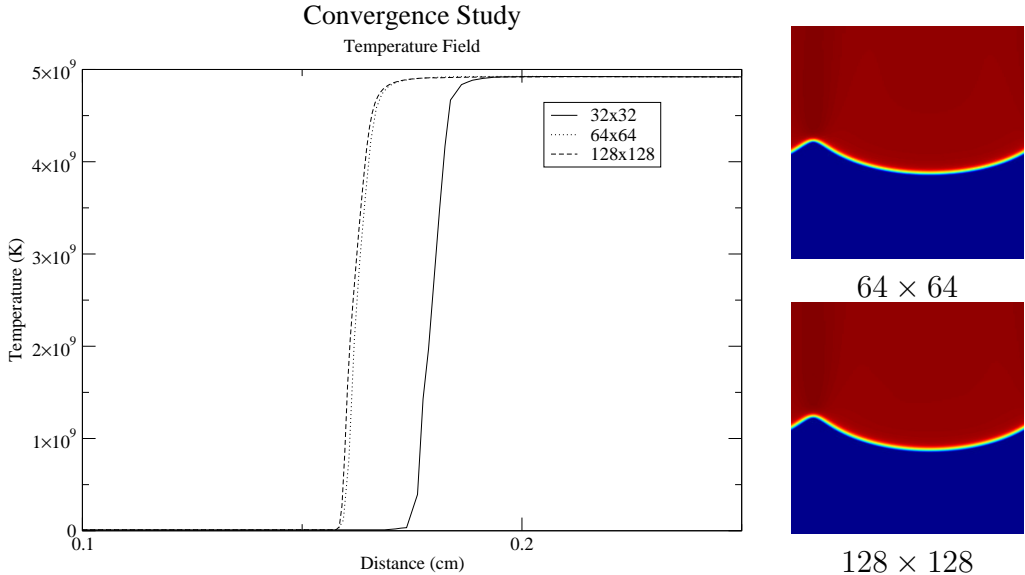 Convergence Study
Temperature Field
5×10⁹
4×10⁹
3×10⁹
2×10⁹
1×10⁹
0
Temperature (K)
0.1
0.2
Distance (cm)
32x32
64x64
128x128
64 × 64
128 × 128